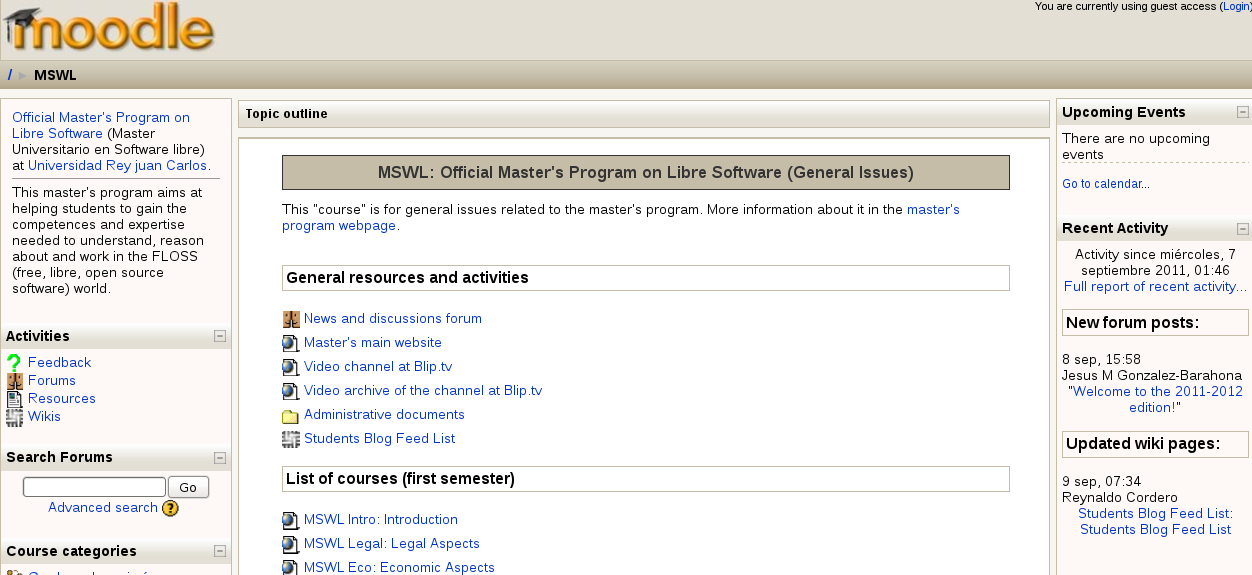 moodle
You are currently using guest access (Login)
/ ► MSWL
Official Master's Program on
Libre Software (Master
Universitario en Software libre)
at Universidad Rey juan Carlos.
This master's program aims at
helping students to gain the
competences and expertise
needed to understand, reason
about and work in the FLOSS
(free, libre, open source
software) world.
Activities
Feedback
Forums
Resources
Wikis
Search Forums
Go
Advanced search ?
Course categories
Topic outline
MSWL: Official Master's Program on Libre Software (General Issues)
This "course" is for general issues related to the master's program. More information about it in the master's
program webpage.
General resources and activities
News and discussions forum
Master's main website
Video channel at Blip.tv
Video archive of the channel at Blip.tv
Administrative documents
Students Blog Feed List
List of courses (first semester)
MSWL Intro: Introduction
MSWL Legal: Legal Aspects
MSWL Eco: Economic Aspects
Upcoming Events
There are no upcoming
events
Go to calendar...
Recent Activity
Activity since miércoles, 7
septiembre 2011, 01:46
Full report of recent activity...
New forum posts:
8 sep, 15:58
Jesus M Gonzalez-Barahona
"Welcome to the 2011-2012
edition!"
Updated wiki pages:
9 sep, 07:34
Reynaldo Cordero
Students Blog Feed List:
Students Blog Feed List